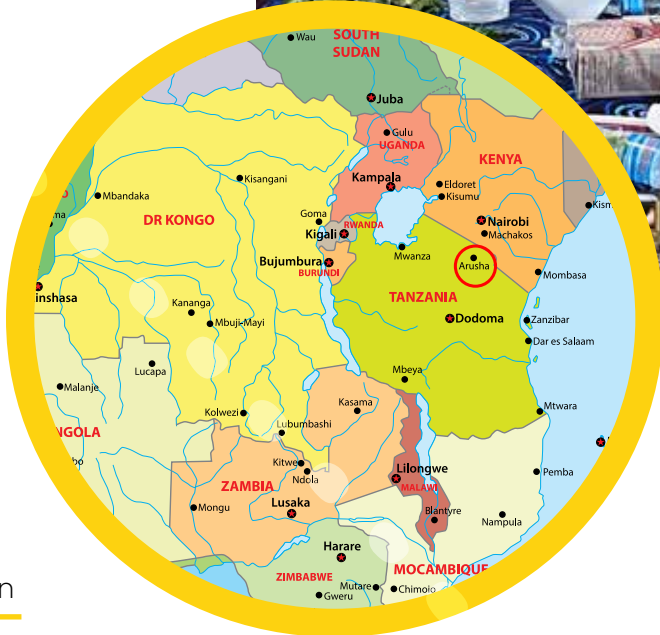 Wau
SOUTH
SUDAN
Juba
Gulu
UGANDA
KENYA
Kampala
Eldoret
Kisumu
Kisangani
Mbandaka
Goma
RWANDA
Kigali
Nairobi
Machakos
DR KONGO
Mwanza
Arusha
Bujumbura
BURUNDI
Mombasa
inshasa
Kananga
Mbuji-Mayi
TANZANIA
Dodoma
Zanzibar
Dar es Salaam
Lucapa
Malanje
Mbeya
Kasama
Kolwezi
Mtwara
Lubumbashi
NGOLA
Kitwe
Ndola
Lilongwe
MALAWI
Pemba
ZAMBIA
Lusaka
Mongu
Blantyre
Nampula
Harare
MOCAMBIQUE
ZIMBABWE
Mutare
Chimolo
Gweru
n